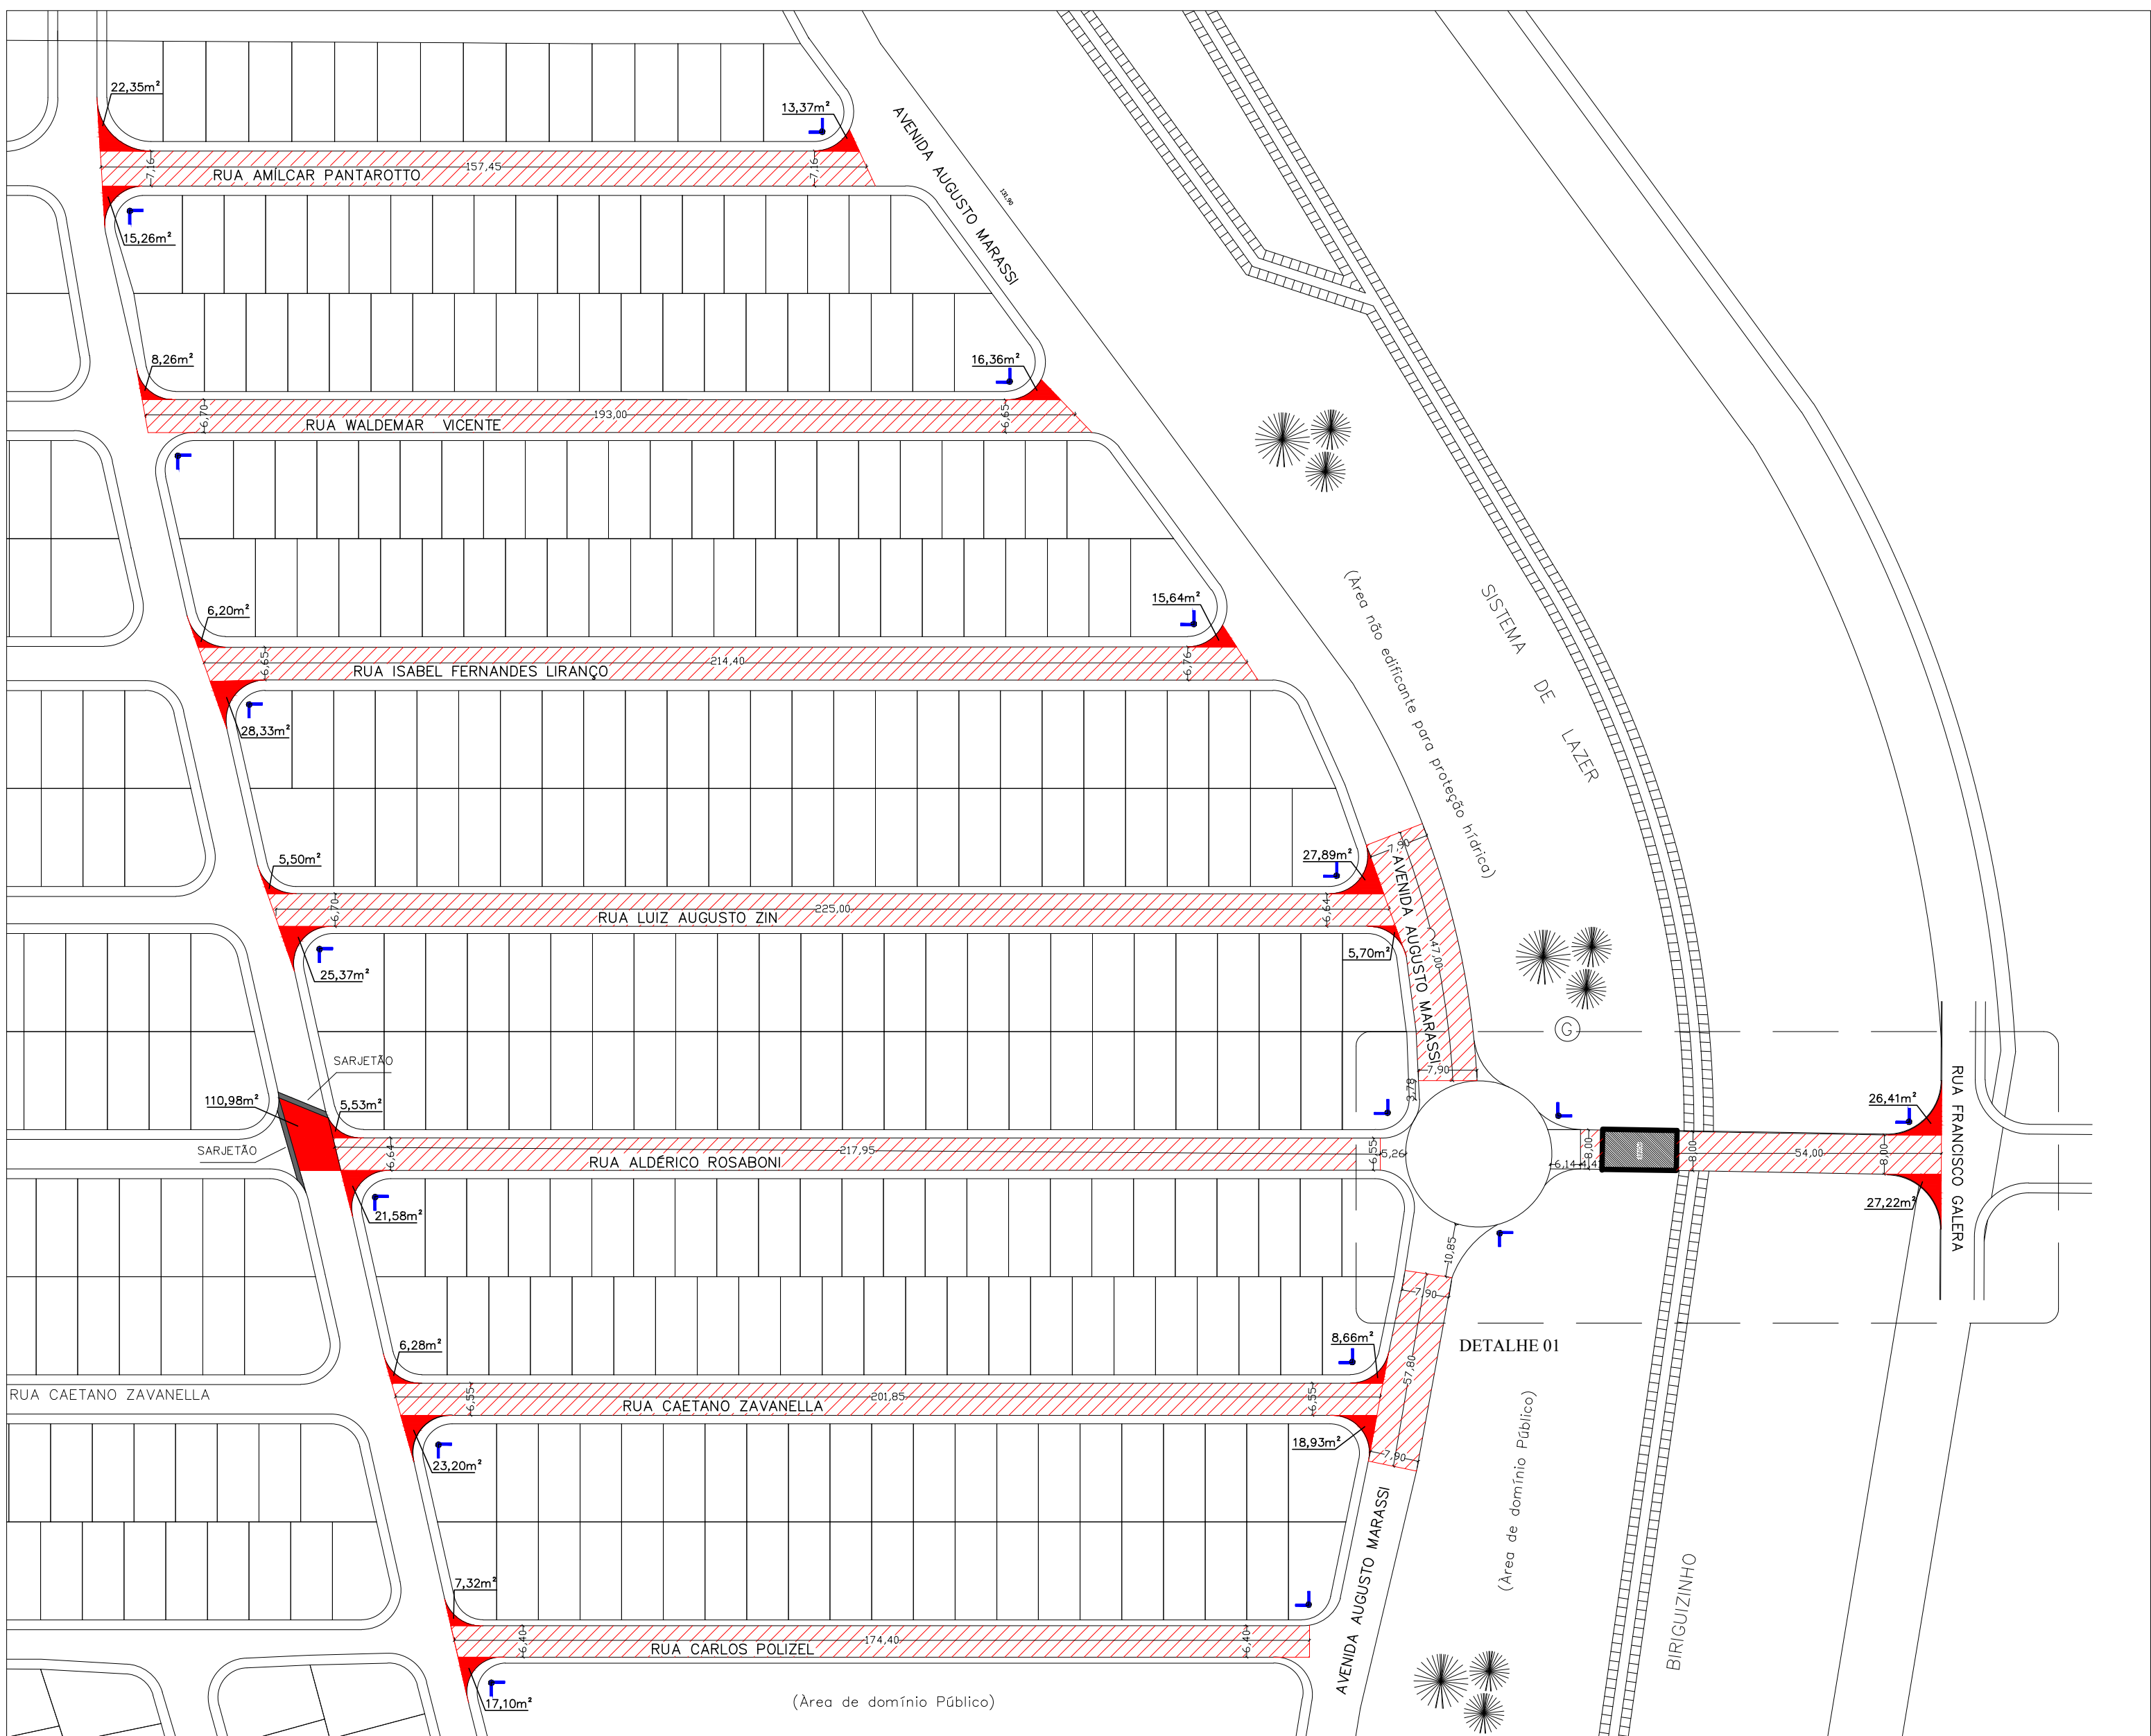 22,35m²
13,37m²
7,16
157,45
7,16
RUA AMÍLCAR PANTAROTTO
AVENIDA AUGUSTO MARASSI
131,90
15,26m²
8,26m²
16,36m²
6,70
193,00
6,65
RUA WALDEMAR VICENTE
6,20m²
15,64m²
6,65
214,40
6,76
RUA ISABEL FERNANDES LIRANÇO
(Àrea não edificante para proteção hídrica)
SISTEMA DE LAZER
28,33m²
5,50m²
27,89m²
7,90
AVENIDA AUGUSTO MARASSI
47,00
6,70
225,00
6,64
RUA LUIZ AUGUSTO ZIN
25,37m²
5,70m²
G
SARJETÃO
7,90
3,78
110,98m²
5,53m²
26,41m²
RUA FRANCISCO GALERA
SARJETÃO
6,64
217,95
6,55
5,26
RUA ALDÉRICO ROSABONI
6,14
8,00
8,00
54,00
8,00
21,58m²
27,22m²
10,85
7,90
6,28m²
8,66m²
DETALHE 01
57,80
RUA CAETANO ZAVANELLA
6,55
201,85
6,55
RUA CAETANO ZAVANELLA
23,20m²
18,93m²
7,90
(Àrea de domínio Público)
AVENIDA AUGUSTO MARASSI
BIRIGUIZINHO
7,32m²
6,40
174,40
6,40
RUA CARLOS POLIZEL
17,10m²
(Àrea de domínio Público)